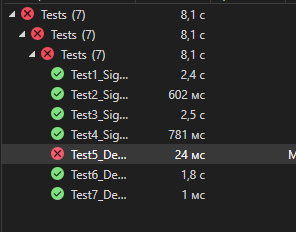 Tests (7) 8,1 с
Tests (7) 8,1 с
Tests (7) 8,1 с
Test1_Sig... 2,4 с
Test2_Sig... 602 мс
Test3_Sig... 2,5 с
Test4_Sig... 781 мс
Test5_De... 24 мс M
Test6_De... 1,8 с
Test7_De... 1 мс